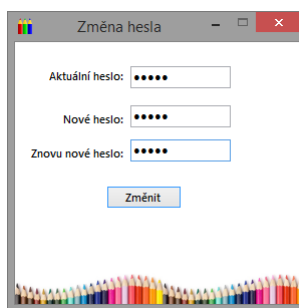 Změna hesla
Aktuální heslo: •••••
Nové heslo: •••••
Znovu nové heslo: •••••
Změnit